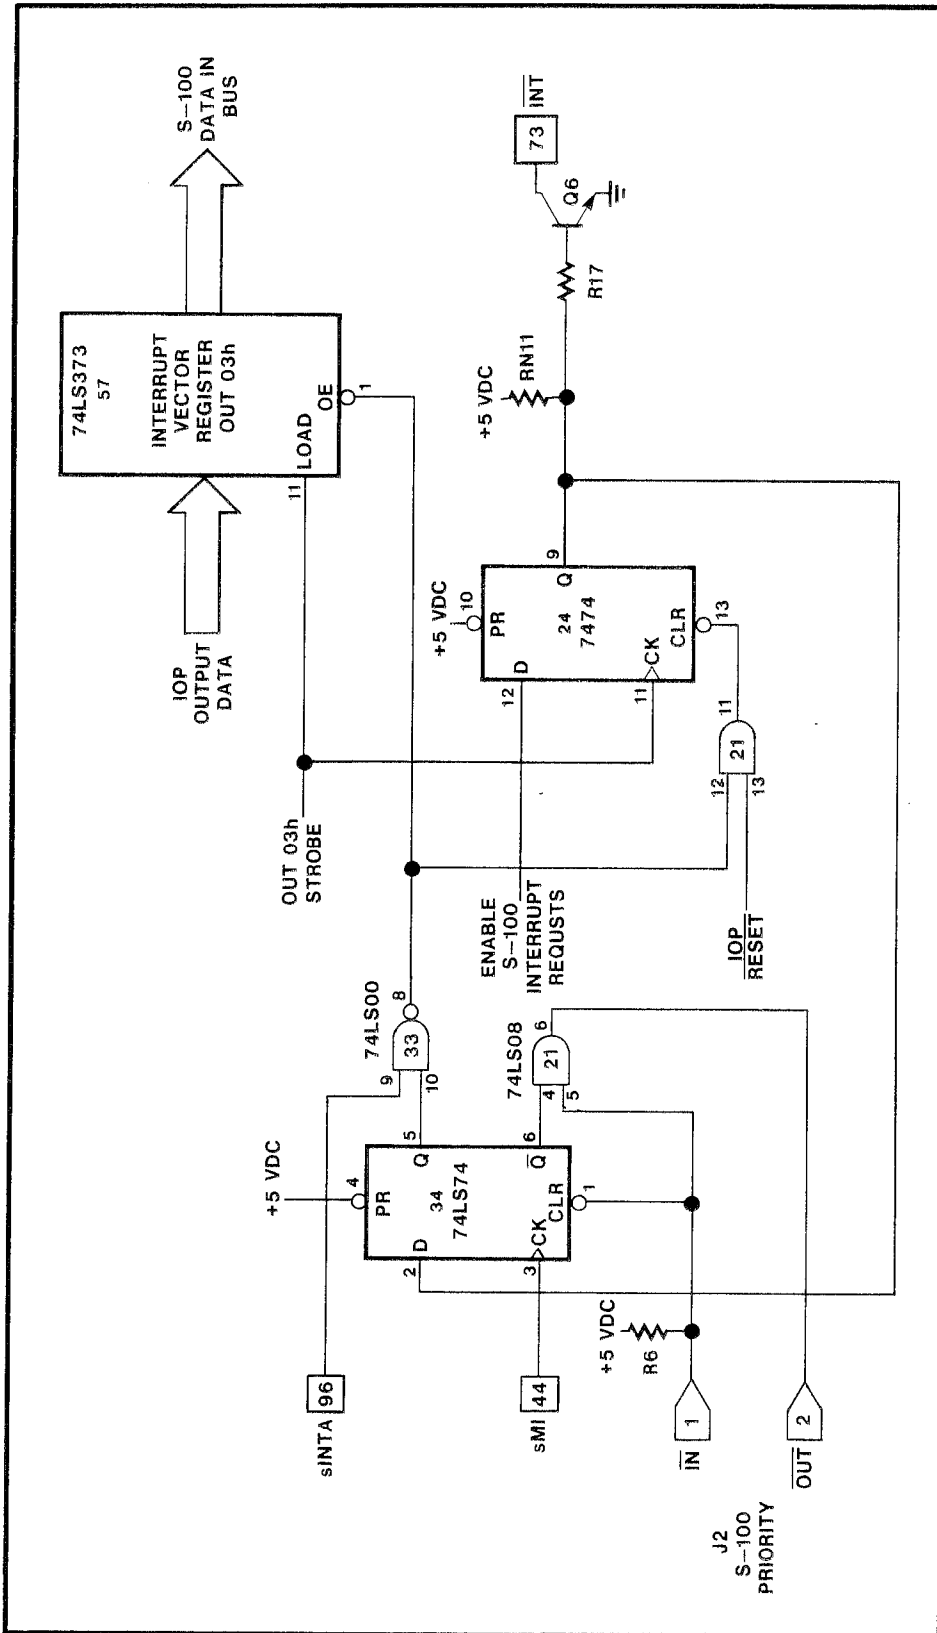 S-100
DATA IN
BUS
74LS373
57
INTERRUPT
VECTOR
REGISTER
OUT 03h
LOAD
OE
11
1
IOP
OUTPUT
DATA
OUT 03h
STROBE
INT
73
Q6
R17
RN11
+5 VDC
+5 VDC
10
PR
D
12
24
7474
Q
9
CK
11
CLR
13
11
21
12
13
ENABLE
S-100
INTERRUPT
REQUSTS
IOP
RESET
74LS00
8
33
9
10
74LS08
6
21
4
5
+5 VDC
4
PR
D
2
34
74LS74
Q
5
Q
6
CK
3
CLR
1
sINTA
96
sMI
44
+5 VDC
R6
IN
1
OUT
2
J2
S-100
PRIORITY